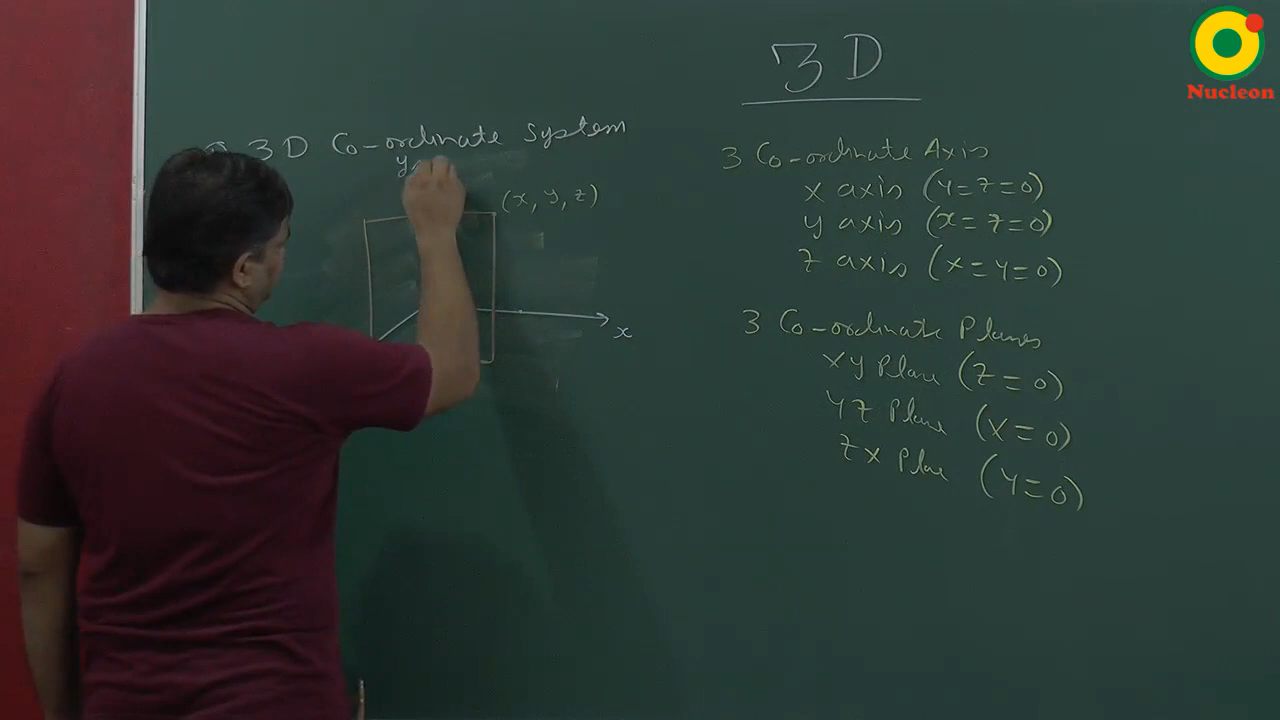 3D
3D Co-ordinate System
y
(x, y, z)
x
3 Co-ordinate Axis
x axis (y=z=0)
y axis (x=z=0)
z axis (x=y=0)
3 Co-ordinate Planes
xy Plane (z=0)
yz Plane (x=0)
zx Plane (y=0)
Nucleon